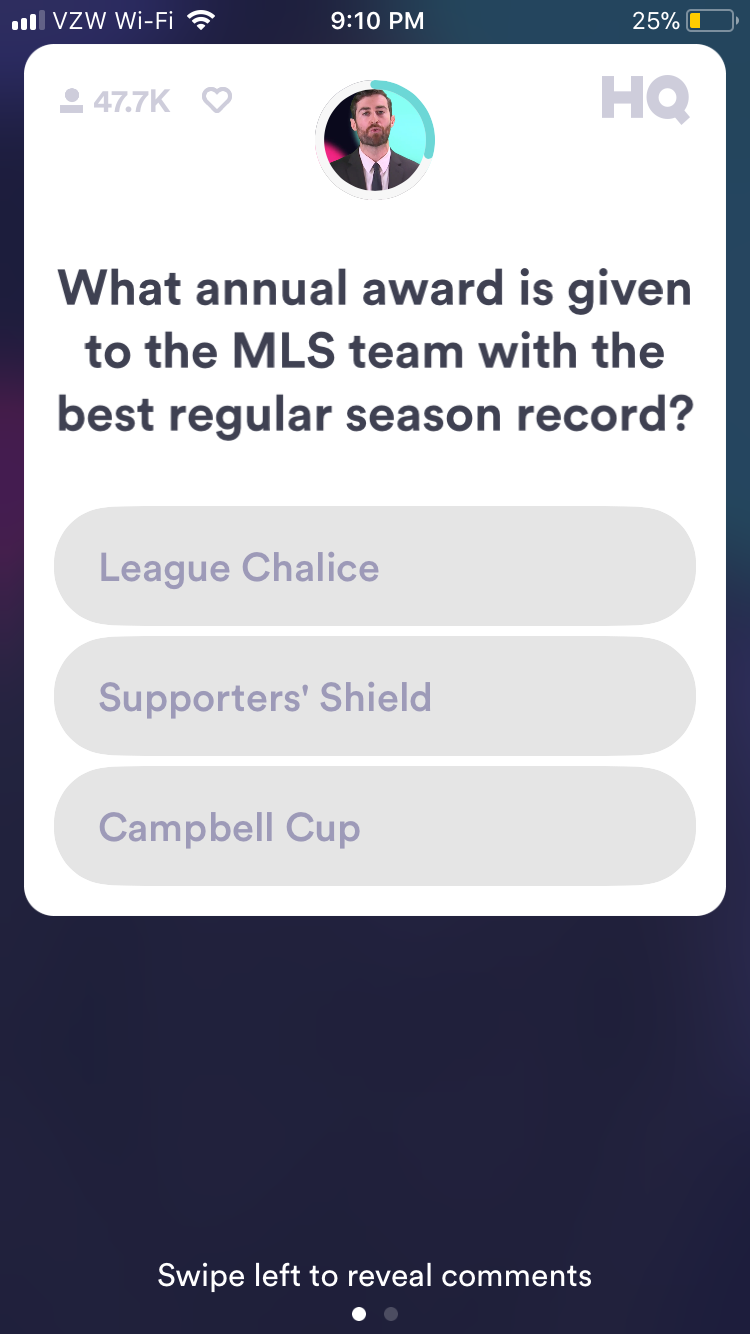 VZW Wi-Fi 9:10 PM 25%
47.7K HQ
What annual award is given
to the MLS team with the
best regular season record?
League Chalice
Supporters' Shield
Campbell Cup
Swipe left to reveal comments